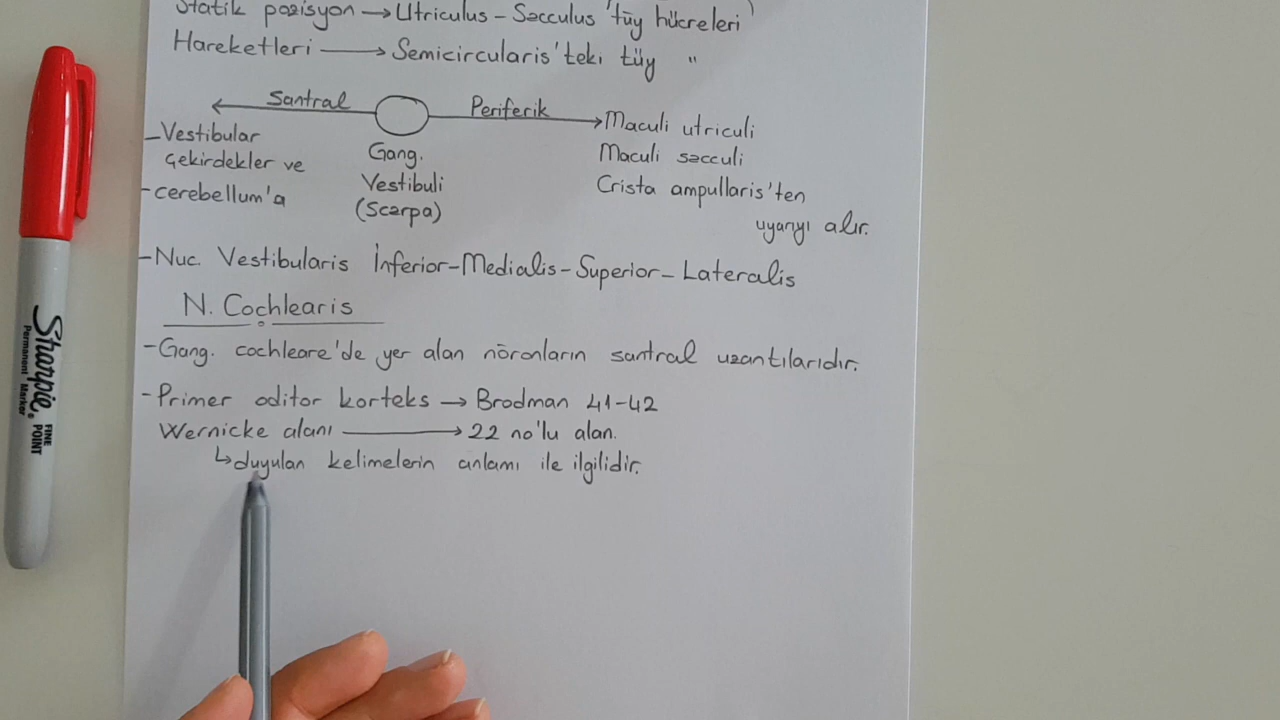 Statik pozisyon → Utriculus - Sacculus 'tüy hücreleri
Hareketleri → Semicircularis'teki tüy "
Santral
Periferik
-Vestibular
çekirdekler ve
-cerebellum'a
Gang.
Vestibuli
(Scarpa)
Maculi utriculi
Maculi sacculi
Crista ampullaris'ten
uyarıyı alır.
-Nuc. Vestibularis İnferior-Medialis-Superior-Lateralis
N. Cochlearis
-Gang. cochleare'de yer alan nöronların santral uzantılarıdır.
-Primer oditor korteks → Brodman 41-42
Wernicke alanı → 22 no'lu alan.
↳ duyulan kelimelerin anlamı ile ilgilidir.
Sharpie.
FINE POINT
Permanent Marker